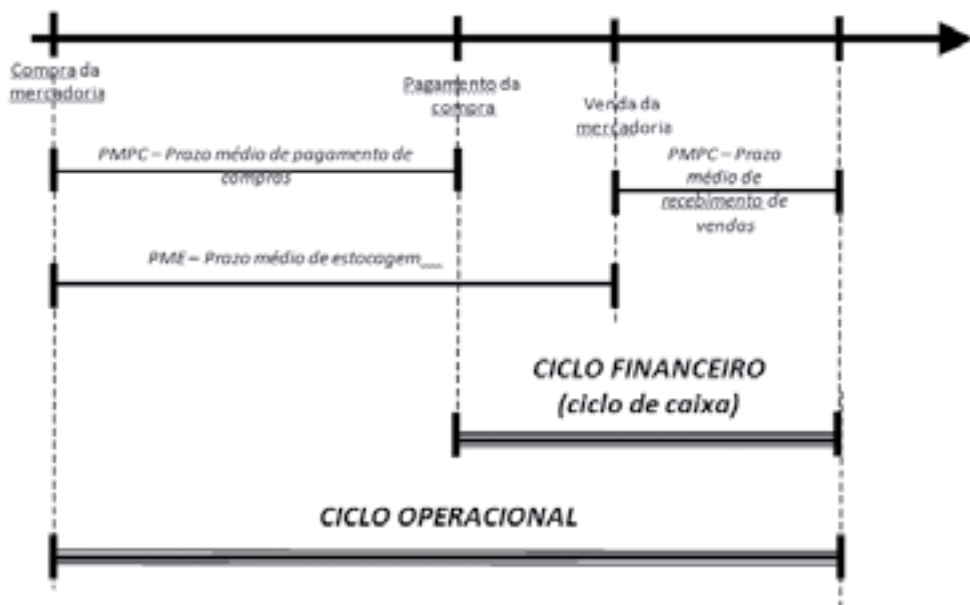 Compra da
mercadoria
Pagamento da
compra
Venda da
mercadoria
PMPC – Prazo médio de pagamento de
compras
PMPC – Prazo
médio de
recebimento de
vendas
PME – Prazo médio de estocagem
CICLO FINANCEIRO
(ciclo de caixa)
CICLO OPERACIONAL